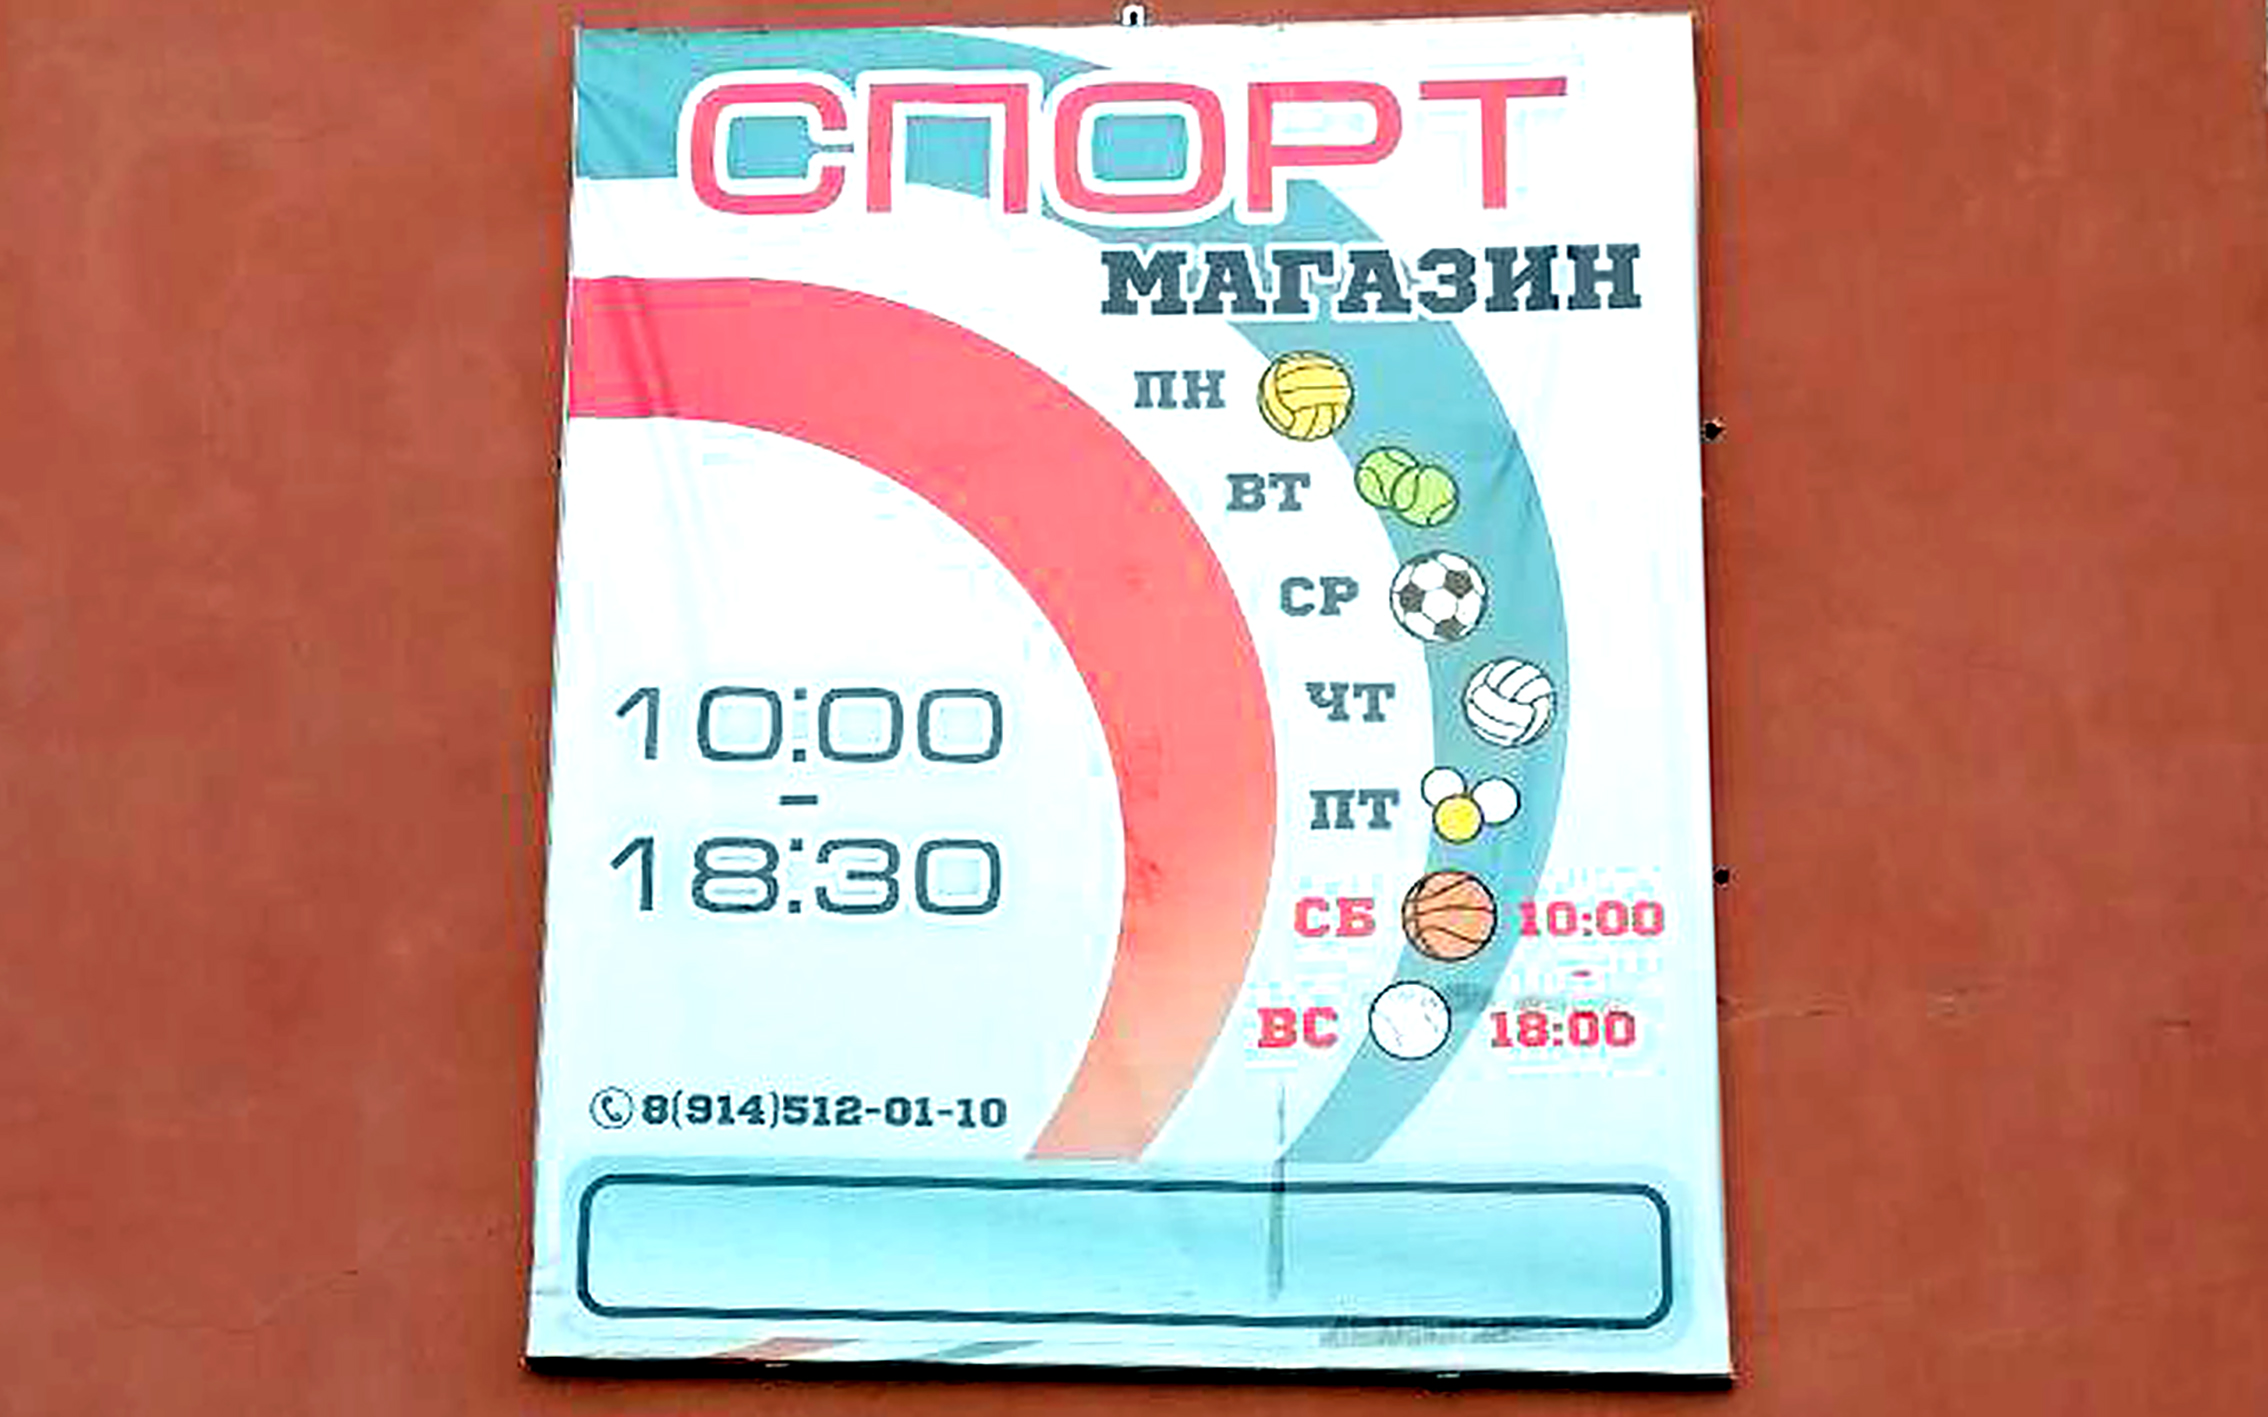 СПОРТ
МАГАЗИН
ПН
ВТ
СР
ЧТ
ПТ
СБ 10:00
-
ВС 18:00
10:00
-
18:30
8(914)512-01-10